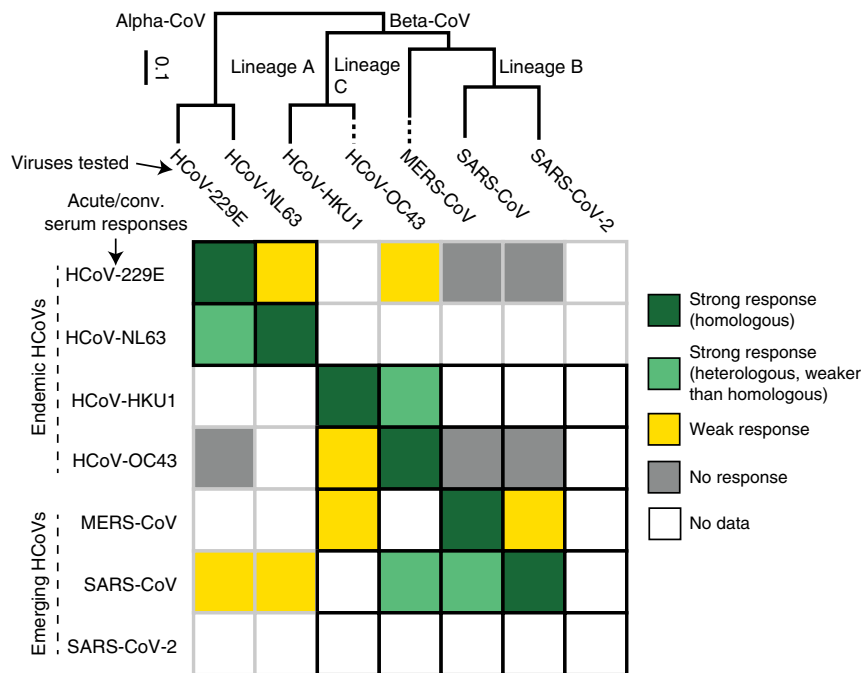 Alpha-CoV
Beta-CoV
0.1
Lineage A
Lineage
C
Lineage B
Viruses tested
HCoV-229E
HCoV-NL63
HCoV-HKU1
HCoV-OC43
MERS-CoV
SARS-CoV
SARS-CoV-2
Acute/conv.
serum responses
Endemic HCoVs
HCoV-229E
HCoV-NL63
HCoV-HKU1
HCoV-OC43
Emerging HCoVs
MERS-CoV
SARS-CoV
SARS-CoV-2
Strong response
(homologous)
Strong response
(heterologous, weaker
than homologous)
Weak response
No response
No data